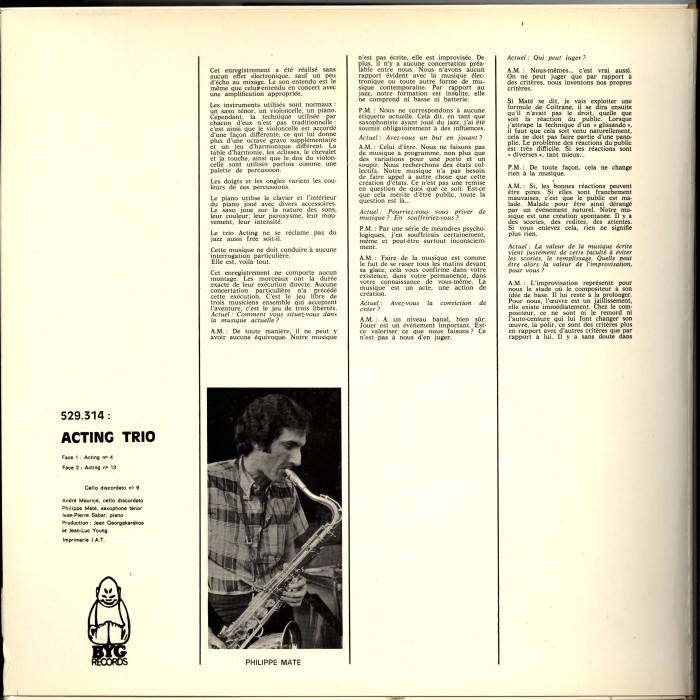 Cet enregistrement a été réalisé sans
aucun effet électronique, sauf un peu
d'écho au mixage. Le son entendu est le
même que celui entendu en concert avec
une amplification appropriée.
Les instruments utilisés sont normaux :
un saxo ténor, un violoncelle, un piano.
Cependant, la technique utilisée par
chacun d'eux n'est pas traditionnelle :
c'est ainsi que le violoncelle est accordé
d'une façon différente, ce qui lui donne
plus d'une octave grave supplémentaire
et un jeu d'harmonique différent. La
table d'harmonie, les éclisses, le chevalet
et la touche, ainsi que le dos du violon-
celle sont utilisés parfois comme une
palette de percussion.
Les doigts et les ongles varient les cou-
leurs de ces percussions.
Le piano utilise le clavier et l'intérieur
du piano joué avec divers accessoires.
Le saxo joue sur la nature des sons,
leur couleur, leur paroxysme, leur mou-
vement, leur intensité.
Le trio Acting ne se réclame pas du
jazz aussi free soit-il.
Cette musique ne doit conduire à aucune
interrogation particulière.
Elle est, voilà tout.
Cet enregistrement ne comporte aucun
montage. Les morceaux ont la durée
exacte de leur exécution directe. Aucune
concertation particulière n'a précédé
cette exécution. C'est le jeu libre de
trois musiciens ensemble qui acceptent
l'aventure, c'est le jeu de trois libertés.
Actuel : Comment vous situez-vous dans
la musique actuelle ?
A.M. : De toute manière, il ne peut y
avoir aucune équivoque. Notre musique
n'est pas écrite, elle est improvisée. De
plus, il n'y a aucune concertation préa-
lable entre nous. Nous n'avons aucun
rapport évident avec la musique élec-
tronique ou toute autre forme de mu-
sique contemporaine. Par rapport au
jazz, notre formation est insolite, elle
ne comprend ni basse ni batterie.
P.M. : Nous ne correspondons à aucune
étiquette actuelle. Cela dit, en tant que
saxophoniste ayant joué du jazz, j'ai été
soumis obligatoirement à des influences.
Actuel : Avez-vous un but en jouant ?
A.M. : Celui d'être. Nous ne faisons pas
de musique à programme, non plus que
des variations pour une porte et un
soupir. Nous recherchons des états col-
lectifs. Notre musique n'a pas besoin
de faire appel à autre chose que cette
création d'états. Ce n'est pas une remise
en question de quoi que ce soit. Est-ce
que cela mérite d'être public, toute la
question est là...
Actuel : Pourriez-vous vous priver de
musique ? En souffririez-vous ?
P.M. : Par une série de méandres psycho-
logiques, j'en souffrirais certainement,
même et peut-être surtout inconsciem-
ment.
A.M. : Faire de la musique est comme
le fait de se raser tous les matins devant
sa glace, cela vous confirme dans votre
existence, dans votre permanence, dans
votre connaissance de vous-même. La
musique est un acte, une action de
création.
Actuel : Avez-vous la conviction de
créer ?
A.M. : A un niveau banal, bien sûr.
Jouer est un événement important. Est-
ce valoriser ce que nous faisons ? Ce
n'est pas à nous d'en juger.
Actuel : Qui peut juger ?
A.M. : Nous-mêmes... c'est vrai aussi.
On ne peut juger que par rapport à
des critères, nous inventons nos propres
critères.
Si Maté se dit, je vais exploiter une
formule de Coltrane, il se dira ensuite
qu'il n'avait pas le droit, quelle que
soit la réaction du public. Lorsque
j'attrape la technique d'un « glissando »,
il faut que cela soit venu naturellement,
cela ne doit pas faire partie d'une pano-
plie. Le problème des réactions du public
est très difficile. Si ses réactions sont
« diverses », tant mieux...
P.M. : De toute façon, cela ne change
rien à la musique.
A.M. : Si, les bonnes réactions peuvent
être pires. Si elles sont franchement
mauvaises, c'est que le public est ma-
lade. Malade pour être ainsi dérangé
par un événement naturel. Notre mu-
sique est une création spontanée. Il y a
des scories, des redites, des attentes.
Si vous enlevez cela, rien ne signifie
plus rien.
Actuel : La valeur de la musique écrite
vient justement de cette faculté à éviter
les scories, le remplissage. Quelle peut
être alors la valeur de l'improvisation,
pour vous ?
A.M. : L'improvisation représente pour
nous le stade où le compositeur a son
idée de base. Il lui reste à la prolonger.
Pour nous, l'œuvre est un jaillissement,
elle existe immédiatement. Chez le com-
positeur, ce ne sont ni le remord ni
l'auto-censure qui lui font changer son
œuvre, la polir, ce sont des critères plus
en rapport avec d'autres critères que par
rapport à lui. Il y a sans doute dans
529.314 :
ACTING TRIO
Face 1 : Acting nº 4
Face 2 : Acting nº 13
Cello discordato nº 9
André Maurice, cello discordato
Philippe Maté, saxophone ténor
Jean-Pierre Sabar, piano
Production : Jean Georgakarakos
et Jean-Luc Young
Imprimerie I.A.T.
BYG
RECORDS
PHILIPPE MATE